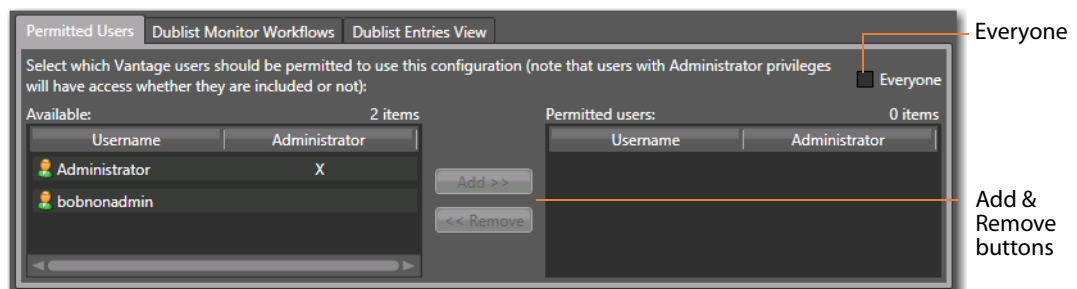 Permitted Users Dublist Monitor Workflows Dublist Entries View
Everyone
Select which Vantage users should be permitted to use this configuration (note that users with Administrator privileges
will have access whether they are included or not):
Everyone
Available: 2 items
Permitted users: 0 items
Username Administrator
Username Administrator
Administrator X
bobnonadmin
Add >>
<< Remove
Add &
Remove
buttons